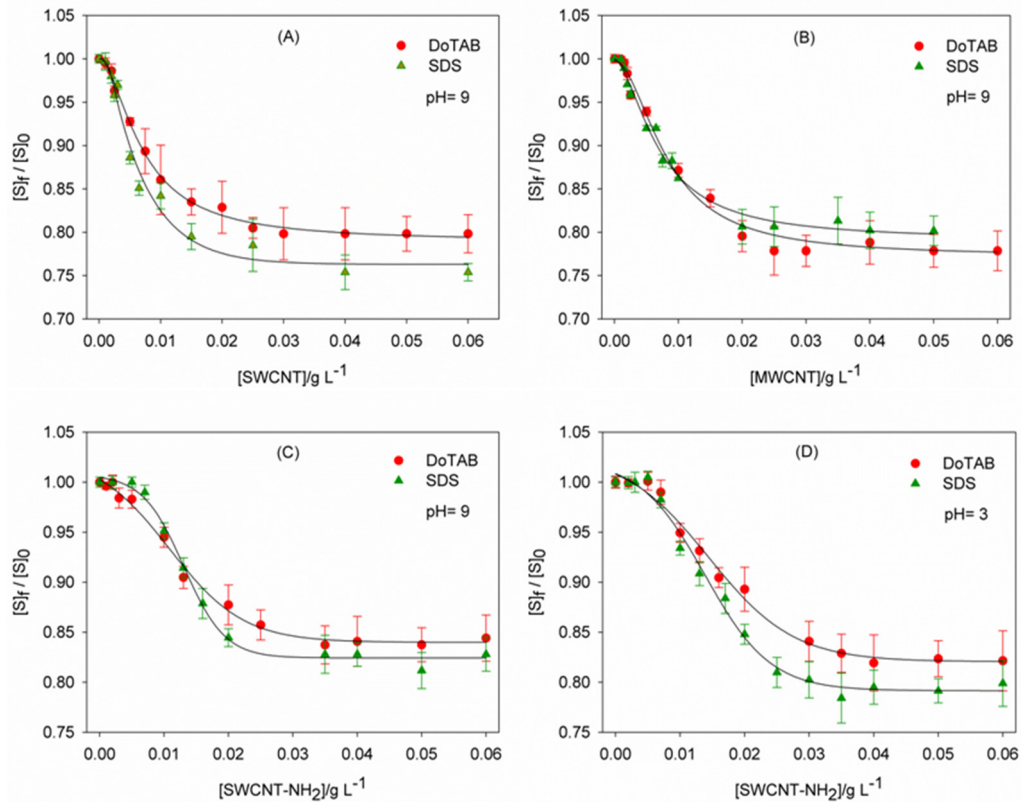 (A)
DoTAB
SDS
pH= 9
[S]f / [S]0
1.05
1.00
0.95
0.90
0.85
0.80
0.75
0.70
0.00 0.01 0.02 0.03 0.04 0.05 0.06
[SWCNT]/g L-1
(B)
DoTAB
SDS
pH= 9
[S]f / [S]0
1.05
1.00
0.95
0.90
0.85
0.80
0.75
0.70
0.00 0.01 0.02 0.03 0.04 0.05 0.06
[MWCNT]/g L-1
(C)
DoTAB
SDS
pH= 9
[S]f / [S]0
1.05
1.00
0.95
0.90
0.85
0.80
0.75
0.00 0.01 0.02 0.03 0.04 0.05 0.06
[SWCNT-NH2]/g L-1
(D)
DoTAB
SDS
pH= 3
[S]f / [S]0
1.05
1.00
0.95
0.90
0.85
0.80
0.75
0.00 0.01 0.02 0.03 0.04 0.05 0.06
[SWCNT-NH2]/g L-1